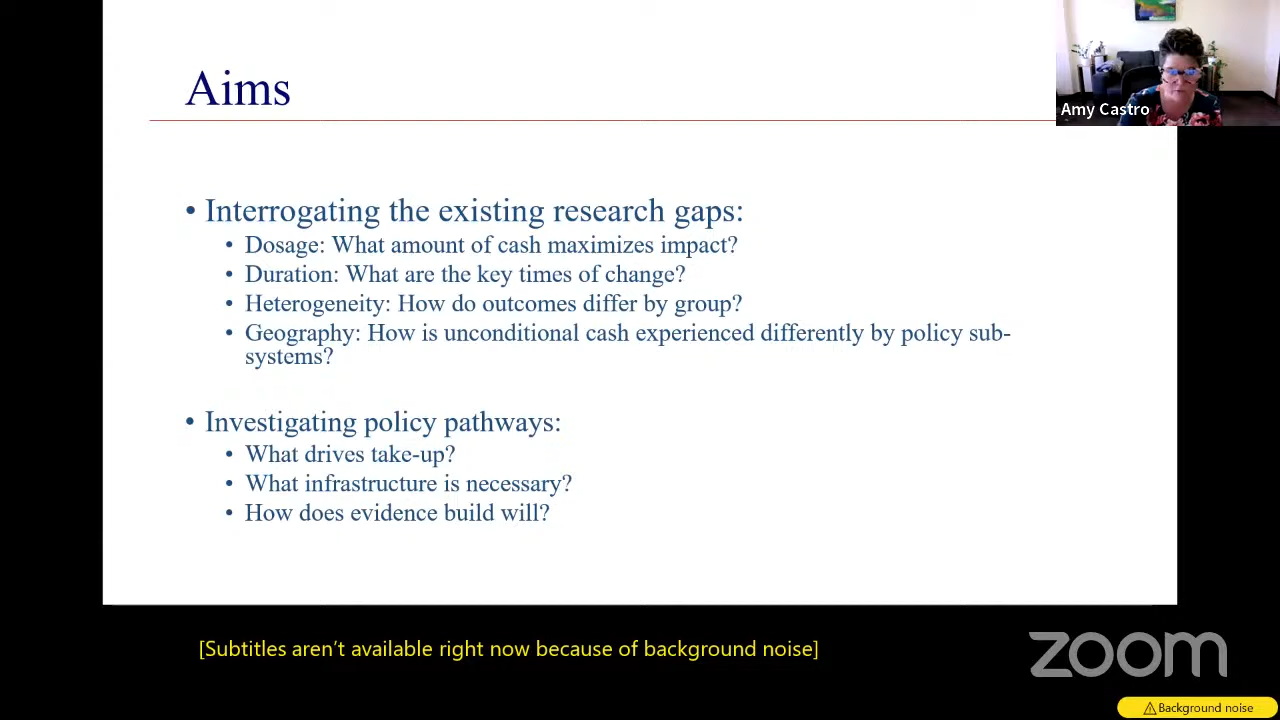 Aims
Amy Castro
• Interrogating the existing research gaps:
• Dosage: What amount of cash maximizes impact?
• Duration: What are the key times of change?
• Heterogeneity: How do outcomes differ by group?
• Geography: How is unconditional cash experienced differently by policy sub-
systems?
• Investigating policy pathways:
• What drives take-up?
• What infrastructure is necessary?
• How does evidence build will?
[Subtitles aren’t available right now because of background noise]
zoom
⚠Background noise